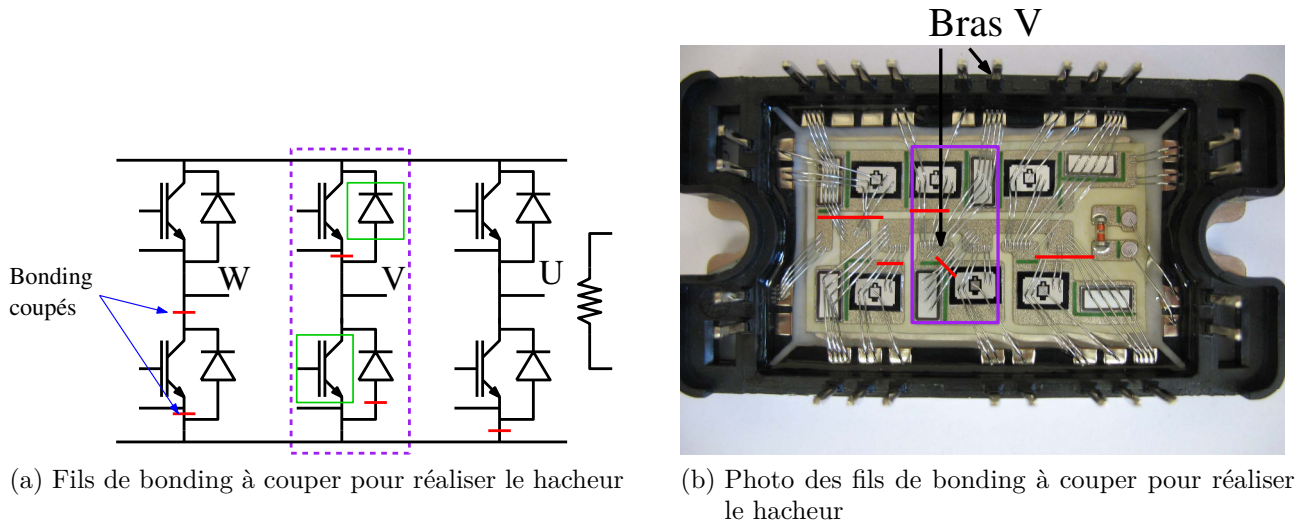 Bras V
Bonding
coupés
W
V
U
(a) Fils de bonding à couper pour réaliser le hacheur
(b) Photo des fils de bonding à couper pour réaliser
le hacheur